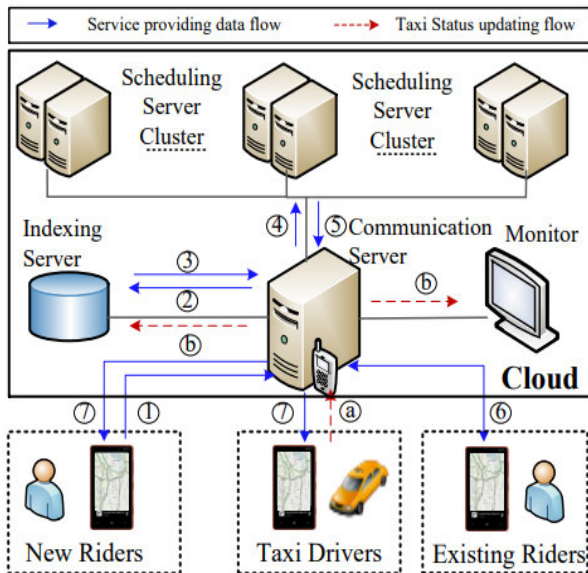 Service providing data flow
Taxi Status updating flow
Scheduling
Server
Cluster
Scheduling
Server
Cluster
④
⑤
Communication
Server
Indexing
Server
Monitor
③
②
ⓑ
ⓑ
Cloud
⑦
①
⑦
ⓐ
⑥
New Riders
Taxi Drivers
Existing Riders